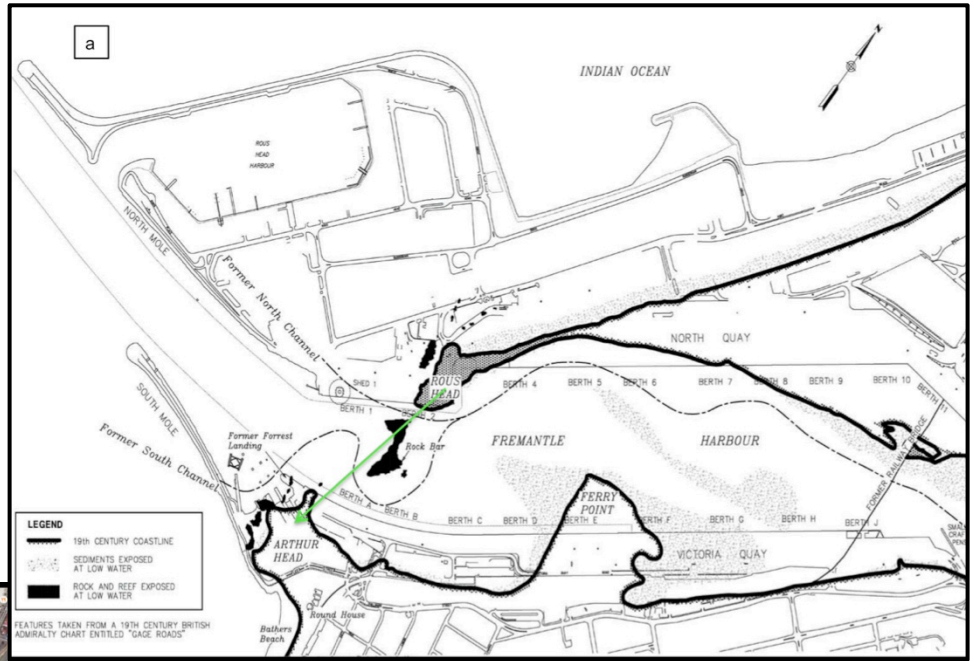 a
INDIAN OCEAN
N
ROUS
HEAD
HARBOUR
NORTH MOLE
Former North Channel
NORTH QUAY
SHED 1
ROUS
HEAD
BERTH 1
BERTH 4
BERTH 5
BERTH 6
BERTH 7
BERTH 8
BERTH 9
BERTH 10
BERTH 11
SOUTH MOLE
Former South Channel
Former Forrest
Landing
Rock Bar
FREMANTLE
HARBOUR
FORMER RAILWAY BRIDGE
BERTH A
BERTH B
BERTH C
BERTH D
BERTH E
BERTH F
BERTH G
BERTH H
BERTH J
FERRY
POINT
VICTORIA QUAY
ARTHUR
HEAD
Round House
Bathers
Beach
LEGEND
19th CENTURY COASTLINE
SEDIMENTS EXPOSED
AT LOW WATER
ROCK AND REEF EXPOSED
AT LOW WATER
FEATURES TAKEN FROM A 19TH CENTURY BRITISH
ADMIRALTY CHART ENTITLED "GAGE ROADS"